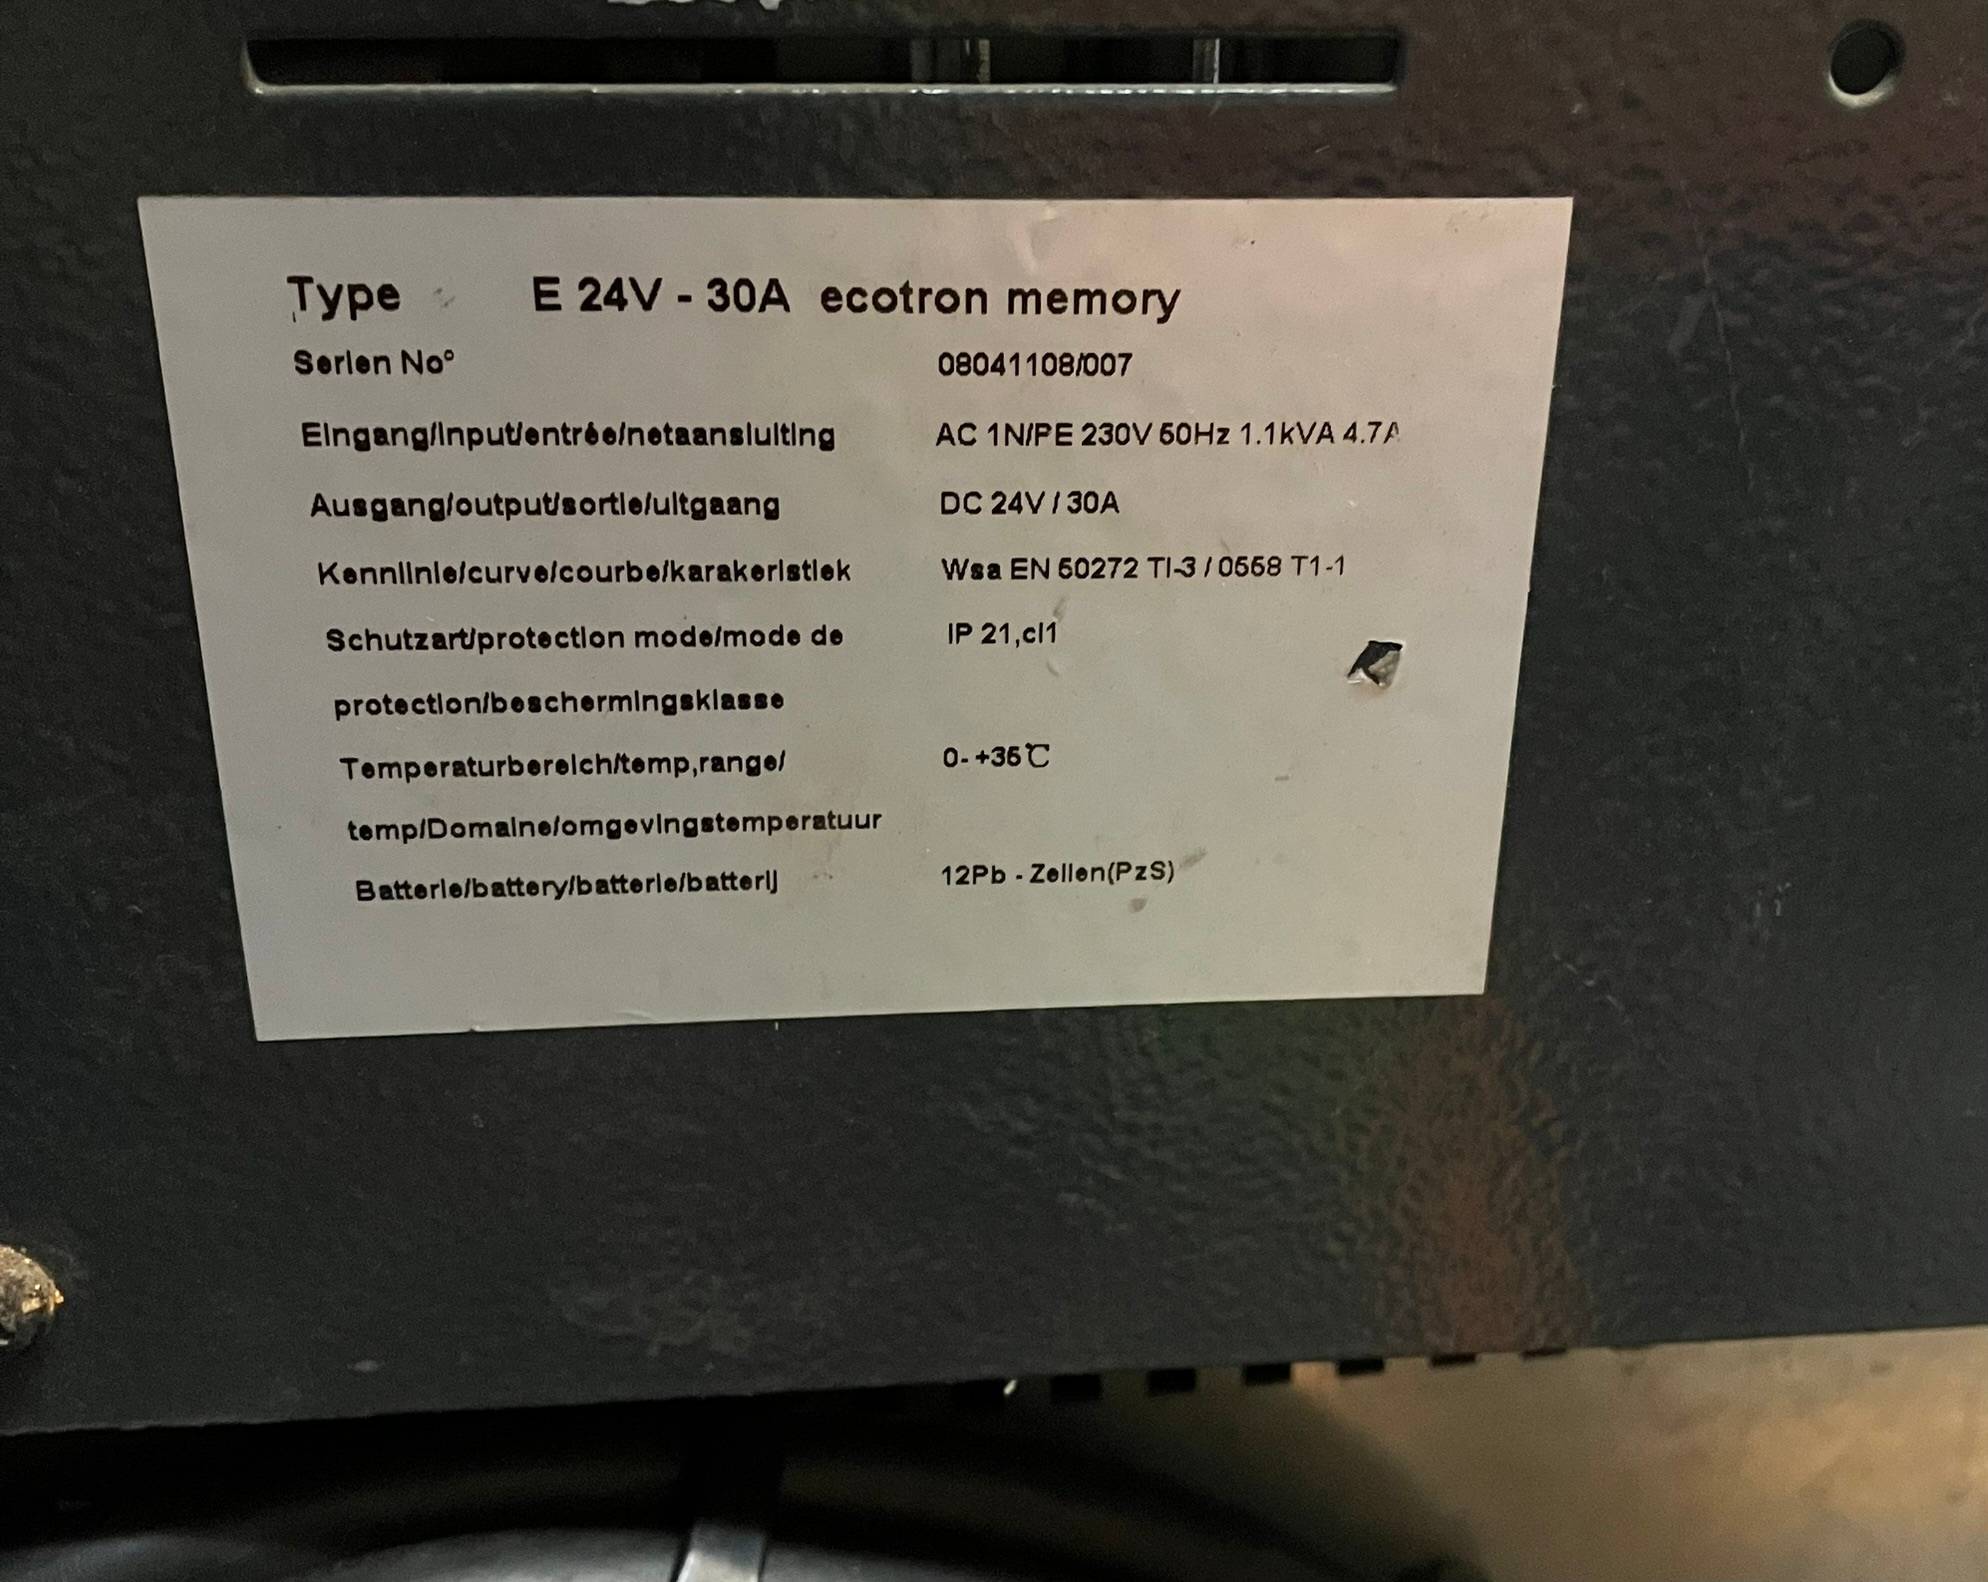 Type E 24V - 30A ecotron memory
Serien No° 08041108/007
Eingang/input/entrée/netaansluiting AC 1N/PE 230V 50Hz 1.1kVA 4.7A
Ausgang/output/sortie/uitgaang DC 24V / 30A
Kennlinie/curve/courbe/karakeristiek Wsa EN 50272 TI-3 / 0558 T1-1
Schutzart/protection mode/mode de IP 21,cl1
protection/beschermingsklasse
Temperaturbereich/temp,range/ 0- +35℃
temp/Domaine/omgevingstemperatuur
Batterie/battery/batterie/batterij 12Pb - Zellen(PzS)